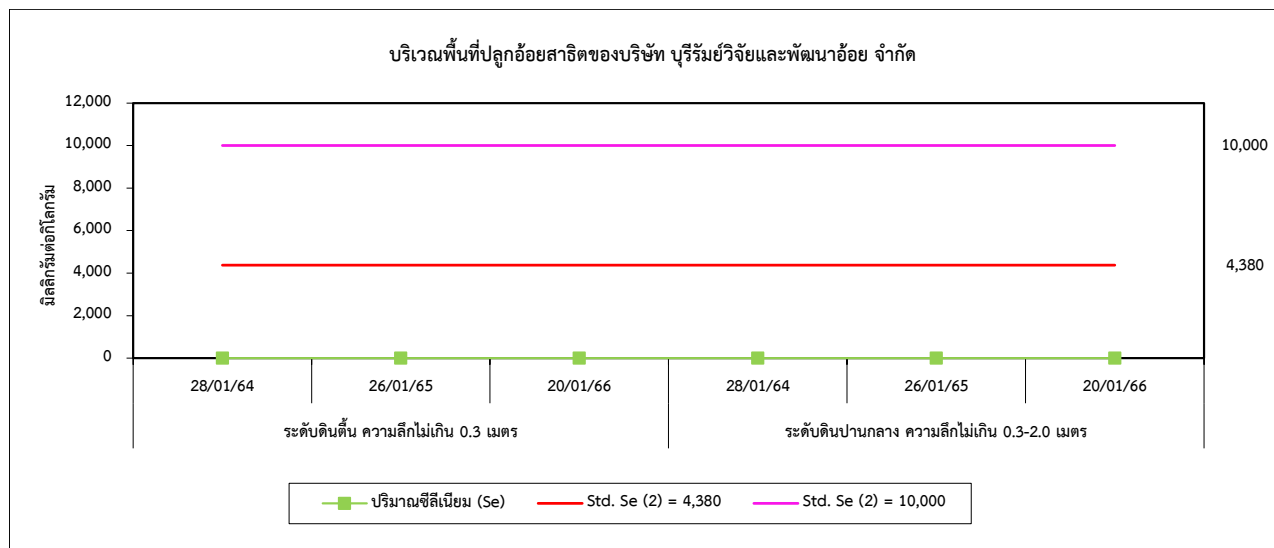 บริเวณพื้นที่ปลูกอ้อยสาธิตของบริษัท บุรีรัมย์วิจัยและพัฒนาอ้อย จำกัด
มิลลิกรัมต่อกิโลกรัม
12,000
10,000
8,000
6,000
4,000
2,000
0
10,000
4,380
28/01/64 26/01/65 20/01/66 28/01/64 26/01/65 20/01/66
ระดับดินตื้น ความลึกไม่เกิน 0.3 เมตร ระดับดินปานกลาง ความลึกไม่เกิน 0.3-2.0 เมตร
ปริมาณซีลีเนียม (Se) Std. Se (2) = 4,380 Std. Se (2) = 10,000